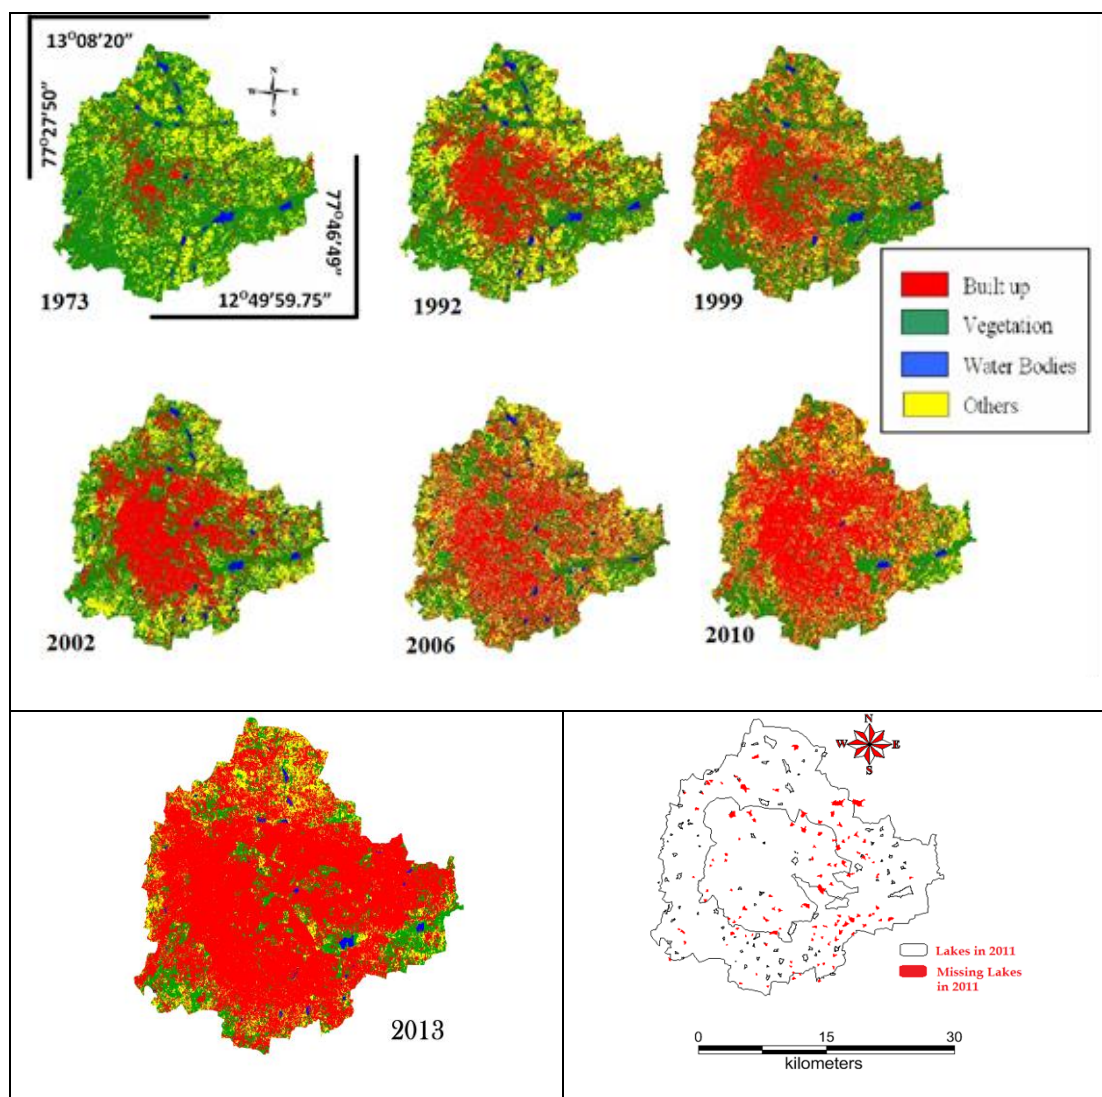 13°08'20"
77°27'50"
N
W E
S
77°46'49"
12°49'59.75"
1973
1992
1999
Built up
Vegetation
Water Bodies
Others
2002
2006
2010
2013
N
W E
S
Lakes in 2011
Missing Lakes
in 2011
0 15 30
kilometers